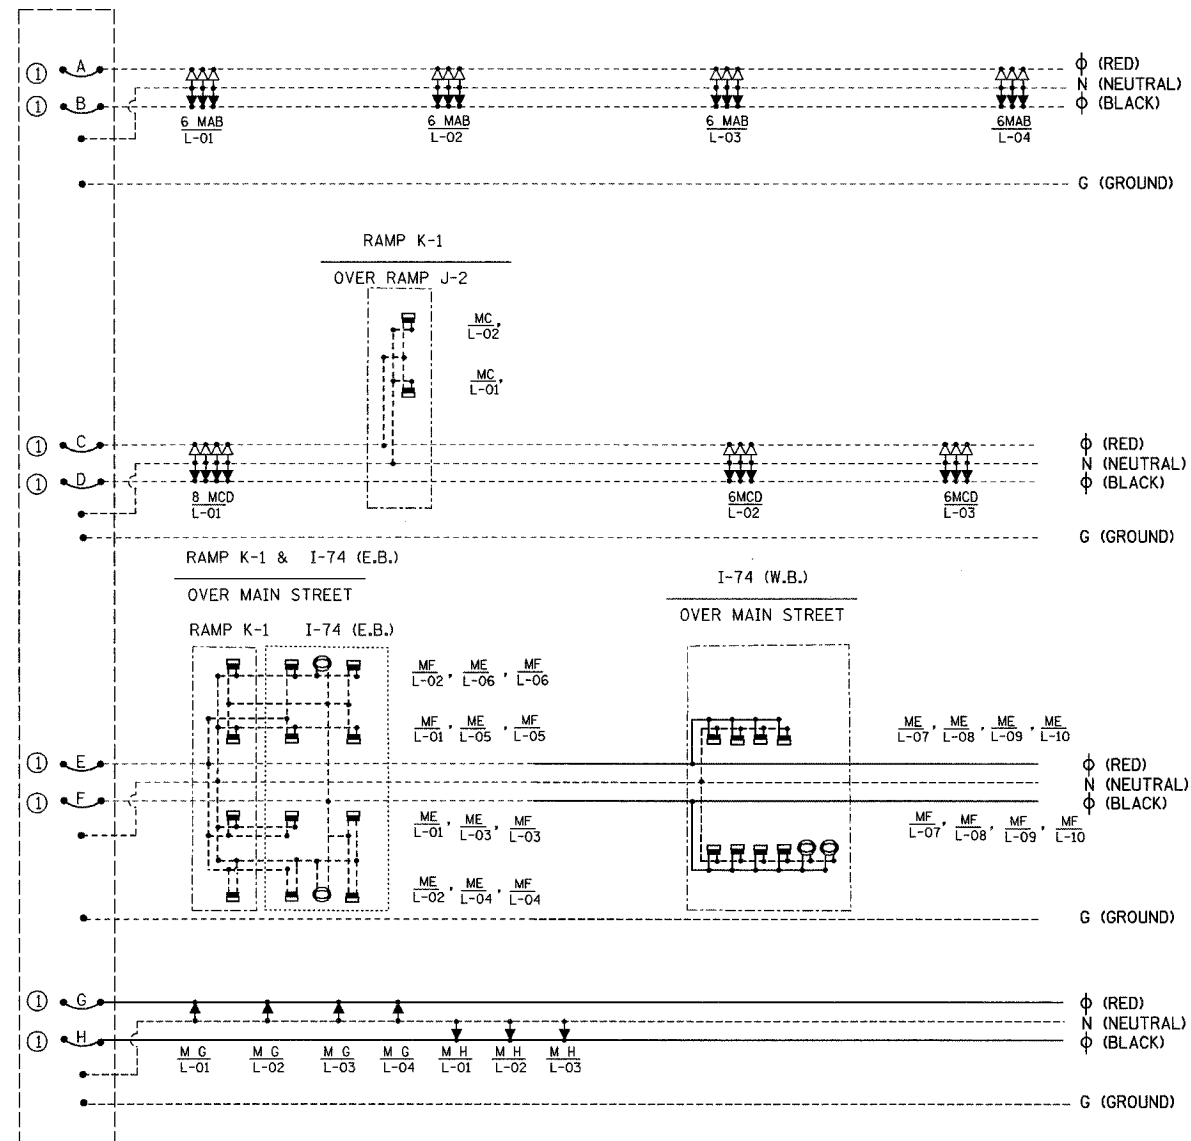 1 A φ (RED)
N (NEUTRAL)
1 B φ (BLACK)
6 MAB 6 MAB 6 MAB 6MAB
L-01 L-02 L-03 L-04
G (GROUND)
RAMP K-1
OVER RAMP J-2
MC,
L-02
MC,
L-01
1 C φ (RED)
N (NEUTRAL)
1 D φ (BLACK)
8 MCD 6MCD 6MCD
L-01 L-02 L-03
G (GROUND)
RAMP K-1 & I-74 (E.B.)
OVER MAIN STREET
I-74 (W.B.)
OVER MAIN STREET
RAMP K-1 I-74 (E.B.)
MF, ME, MF
L-02 L-06 L-06
MF, ME, MF
L-01 L-05 L-05
ME, ME, ME, ME
L-07 L-08 L-09 L-10
1 E φ (RED)
N (NEUTRAL)
1 F φ (BLACK)
ME, ME, MF
L-01 L-03 L-03
MF, MF, MF, MF
L-07 L-08 L-09 L-10
ME, ME, MF
L-02 L-04 L-04
G (GROUND)
1 G φ (RED)
N (NEUTRAL)
1 H φ (BLACK)
M G M G M G M G M H M H M H
L-01 L-02 L-03 L-04 L-01 L-02 L-03
G (GROUND)